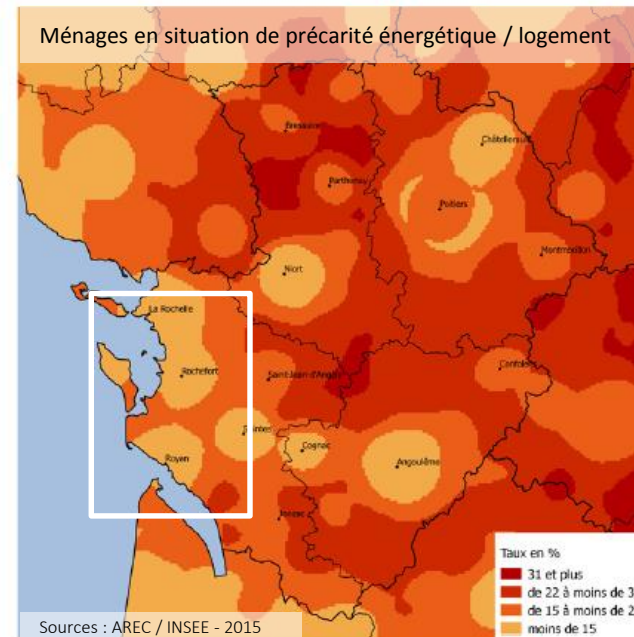 Ménages en situation de précarité énergétique / logement
Bressuire
Châtellerault
Parthenay
Poitiers
Montmorillon
Niort
La Rochelle
Rochefort
Saint-Jean-d'Angély
Confolens
Saintes
Cognac
Royan
Angoulême
Jonzac
Taux en %
31 et plus
de 22 à moins de 3
de 15 à moins de 2
moins de 15
Sources : AREC / INSEE - 2015